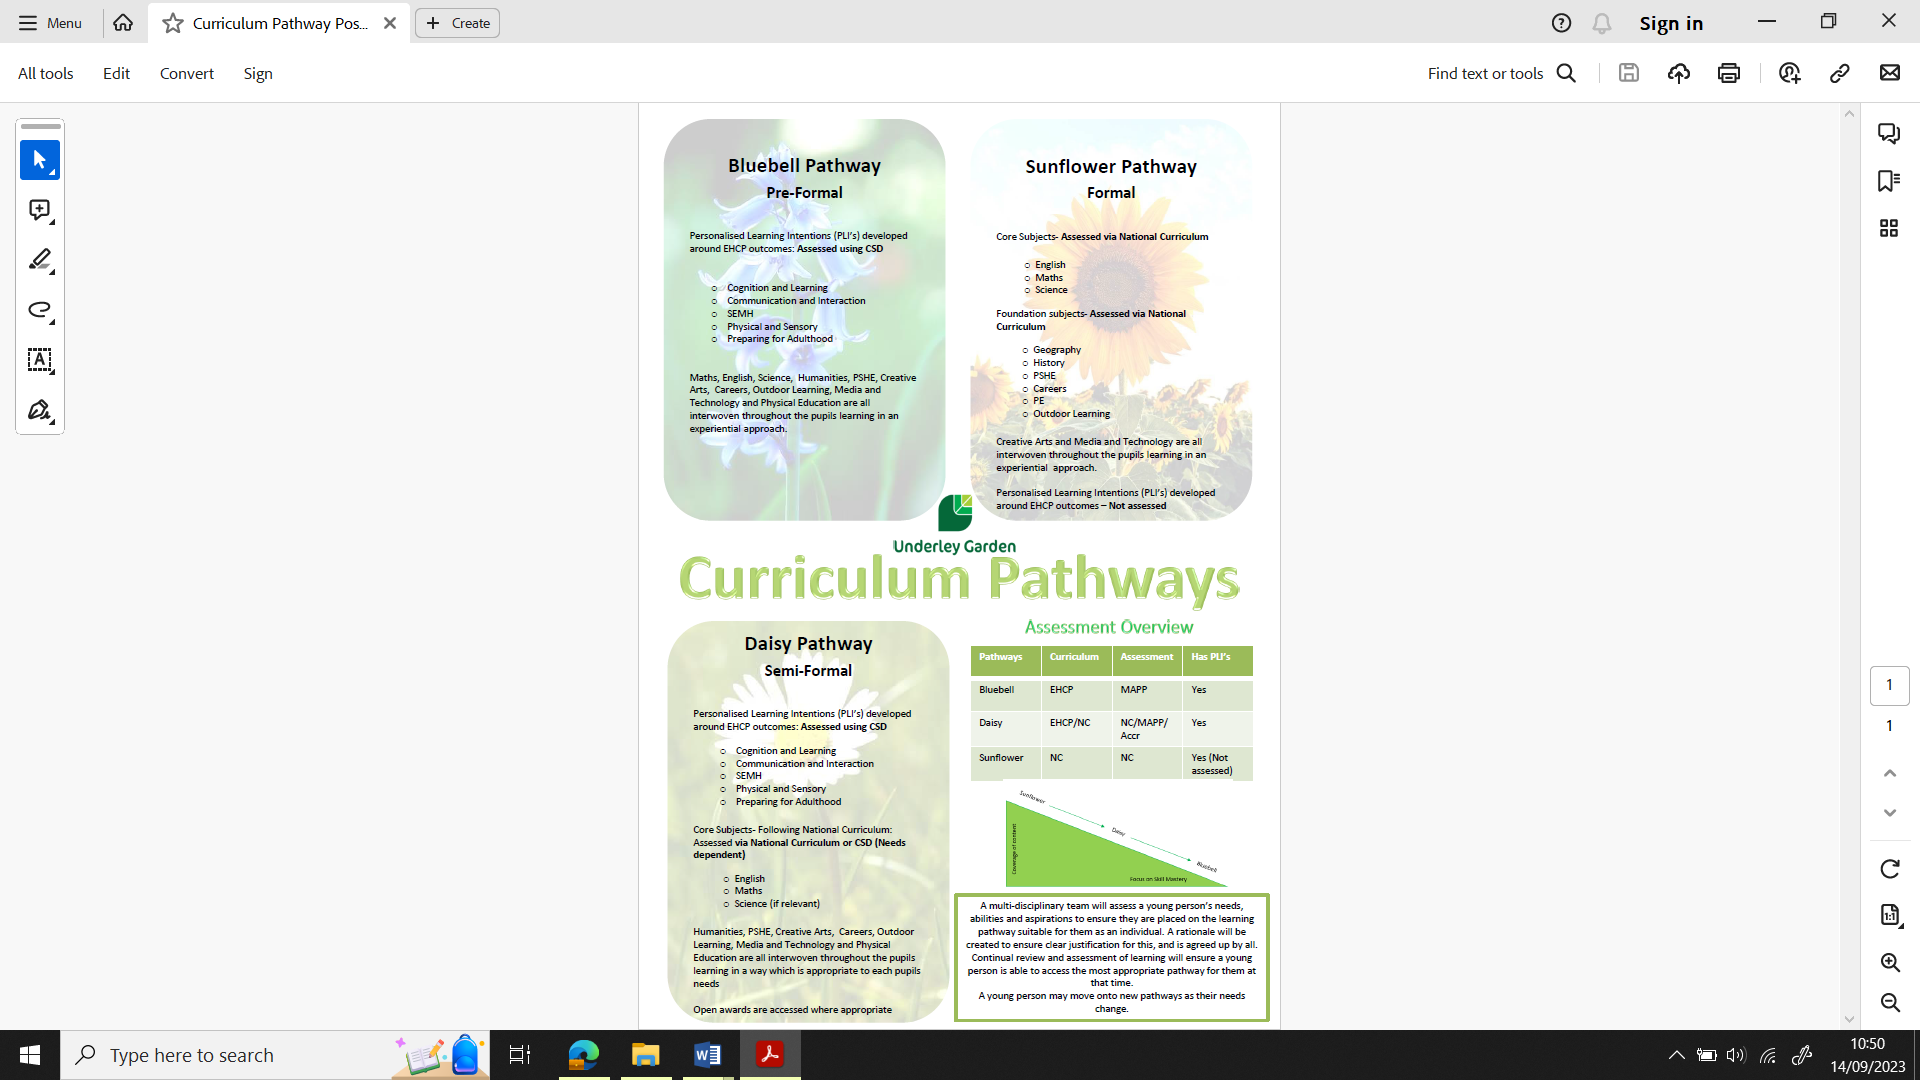 Menu
Curriculum Pathway Pos...
Create
Sign in
All tools
Edit
Convert
Sign
Find text or tools
Bluebell Pathway
Pre-Formal
Personalised Learning Intentions (PLI's) developed
around EHCP outcomes: Assessed using CSD
o Cognition and Learning
o Communication and Interaction
o SEMH
o Physical and Sensory
o Preparing for Adulthood
Maths, English, Science, Humanities, PSHE, Creative
Arts, Careers, Outdoor Learning, Media and
Technology and Physical Education are all
interwoven throughout the pupils learning in an
experiential approach.
Sunflower Pathway
Formal
Core Subjects- Assessed via National Curriculum
o English
o Maths
o Science
Foundation subjects- Assessed via National
Curriculum
o Geography
o History
o PSHE
o Careers
o PE
o Outdoor Learning
Creative Arts and Media and Technology are all
interwoven throughout the pupils learning in an
experiential approach.
Personalised Learning Intentions (PLI's) developed
around EHCP outcomes – Not assessed
Underley Garden
Curriculum Pathways
Daisy Pathway
Semi-Formal
Personalised Learning Intentions (PLI's) developed
around EHCP outcomes: Assessed using CSD
o Cognition and Learning
o Communication and Interaction
o SEMH
o Physical and Sensory
o Preparing for Adulthood
Core Subjects- Following National Curriculum:
Assessed via National Curriculum or CSD (Needs
dependent)
o English
o Maths
o Science (if relevant)
Humanities, PSHE, Creative Arts, Careers, Outdoor
Learning, Media and Technology and Physical
Education are all interwoven throughout the pupils
learning in a way which is appropriate to each pupils
needs
Open awards are accessed where appropriate
Assessment Overview
Pathways Curriculum Assessment Has PLI's
Bluebell EHCP MAPP Yes
Daisy EHCP/NC NC/MAPP/ Yes
Accr
Sunflower NC NC Yes (Not
assessed)
Sunflower
Daisy
Bluebell
Coverage of content
Focus on Skill Mastery
A multi-disciplinary team will assess a young person's needs,
abilities and aspirations to ensure they are placed on the learning
pathway suitable for them as an individual. A rationale will be
created to ensure clear justification for this, and is agreed up by all.
Continual review and assessment of learning will ensure a young
person is able to access the most appropriate pathway for them at
that time.
A young person may move onto new pathways as their needs
change.
1
1
1:1
Type here to search
10:50
14/09/2023